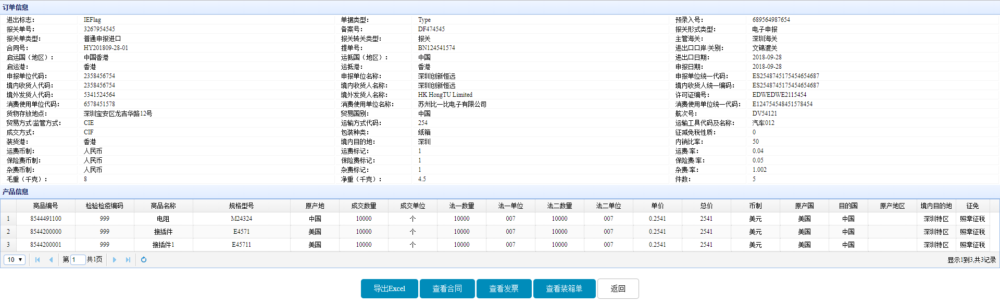 订单信息
进出标志： IEFlag 单据类型： Type 预录入号： 689564987654
报关单号： 3267954545 备案号： DF474545 报关形式类型： 电子申报
报关单类型： 普通申报进口 报关转关类型： 报关 主管海关： 深圳海关
合同号： HY201809-28-01 提单号： BN124541574 进出口口岸/关别： 文锦渡关
启运国（地区）： 中国香港 运抵国（地区）： 中国 进出口日期： 2018-09-28
启运港： 香港 运抵港： 香港 申报日期： 2018-09-28
申报单位代码： 2358456754 申报单位名称： 深圳创新恒远 申报单位统一代码： ES2548745175454654687
境内收货人代码： 2358456754 境内收货人名称： 深圳创新恒远 境内收货人统一编码： ES2548745175454654687
境外发货人代码： 5341524564 境外发货人名称： HK HongTU Limited 许可证编号： EDWEDWE2115454
消费使用单位代码： 6578451578 消费使用单位名称： 苏州比一比电子有限公司 消费使用单位统一代码： E124754548451578454
货物存放地点： 深圳宝安区龙吉华路12号 贸易国别： 中国 航次号： DV54121
贸易方式/监管方式： CIE 运输方式代码： 254 运输工具代码及名称： 汽车012
成交方式： CIF 包装种类： 纸箱 征减免税性质： 0
装货港： 香港 境内目的地： 深圳 内销比率： 50
运费币制： 人民币 运费标记： 1 运费/率： 0.04
保险费币制： 人民币 保险费标记： 1 保险费/率： 0.05
杂费币制： 人民币 杂费标记： 1 杂费/率： 1.002
毛重（千克）： 8 净重（千克）： 4.5 件数： 5
产品信息
商品编号 检验检疫编码 商品名称 规格型号 原产地 成交数量 成交单位 法一数量 法一单位 法二数量 法二单位 单价 总价 币制 原产国 目的国 原产地区 境内目的地 征免
1 8544491100 999 电阻 M24324 中国 10000 个 10000 007 10000 007 0.2541 2541 美元 美国 中国 深圳特区 照章征税
2 8544200000 999 接插件 E4571 美国 10000 个 10000 007 10000 007 0.2541 2541 美元 美国 中国 深圳特区 照章征税
3 8544200001 999 接插件1 E45711 美国 10000 个 10000 007 10000 007 0.2541 2541 美元 美国 中国 深圳特区 照章征税
10 第 1 共1页 显示1到3,共3记录
导出Excel 查看合同 查看发票 查看装箱单 返回